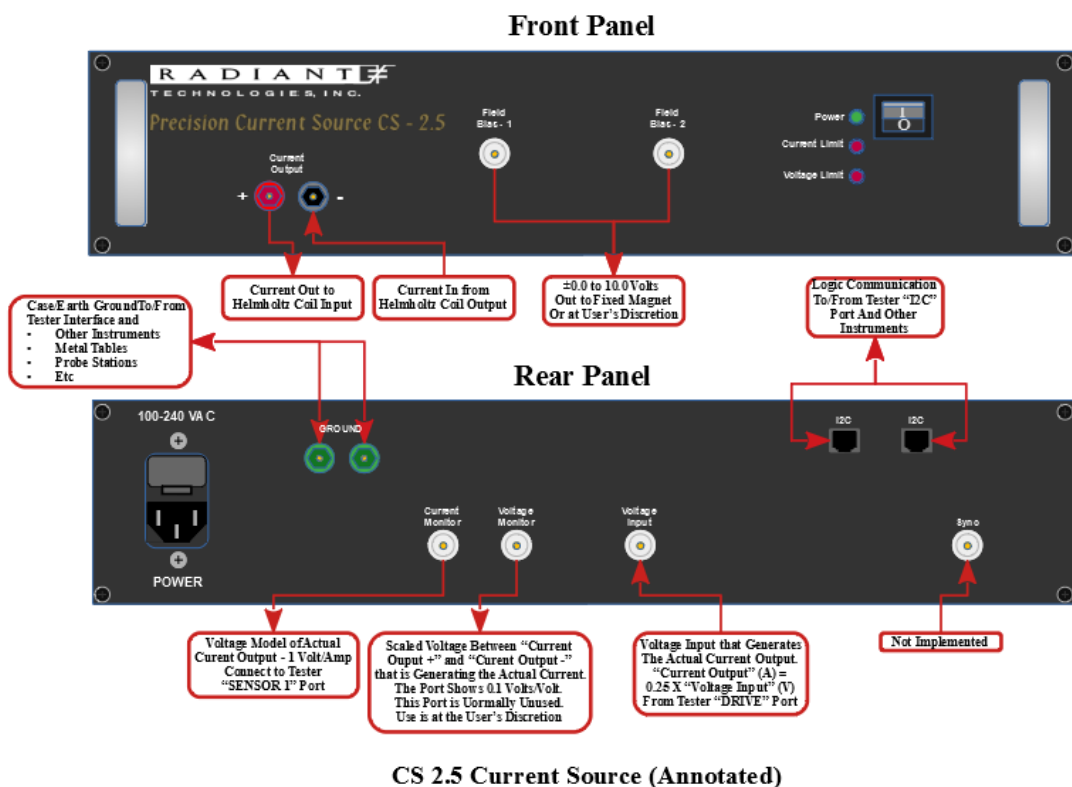 Front Panel
RADIANT
TECHNOLOGIES, INC.
Precision Current Source CS - 2.5
Current
Output
+
-
Field
Bias - 1
Field
Bias - 2
Power
Current Limit
Voltage Limit
I
O
Current Out to
Helmholtz Coil Input
Current In from
Helmholtz Coil Output
±0.0 to 10.0 Volts
Out to Fixed Magnet
Or at User's Discretion
Logic Communication
To/From Tester “I2C”
Port And Other
Instruments
Case/Earth GroundTo/From
Tester Interface and
- Other Instruments
- Metal Tables
- Probe Stations
- Etc
Rear Panel
100-240 VAC
GROUND
I2C
I2C
Current
Monitor
Voltage
Monitor
Voltage
Input
Sync
POWER
Voltage Model of Actual
Curent Output - 1 Volt/Amp
Connect to Tester
“SENSOR 1” Port
Scaled Voltage Between “Current
Ouput +” and “Curent Output -”
that is Generating the Actual Current.
The Port Shows 0.1 Volts/Volt.
This Port is Uormally Unused.
Use is at the User's Discretion
Voltage Input that Generates
The Actual Current Output.
“Current Output” (A) =
0.25 X “Voltage Input” (V)
From Tester “DRIVE” Port
Not Implemented
CS 2.5 Current Source (Annotated)